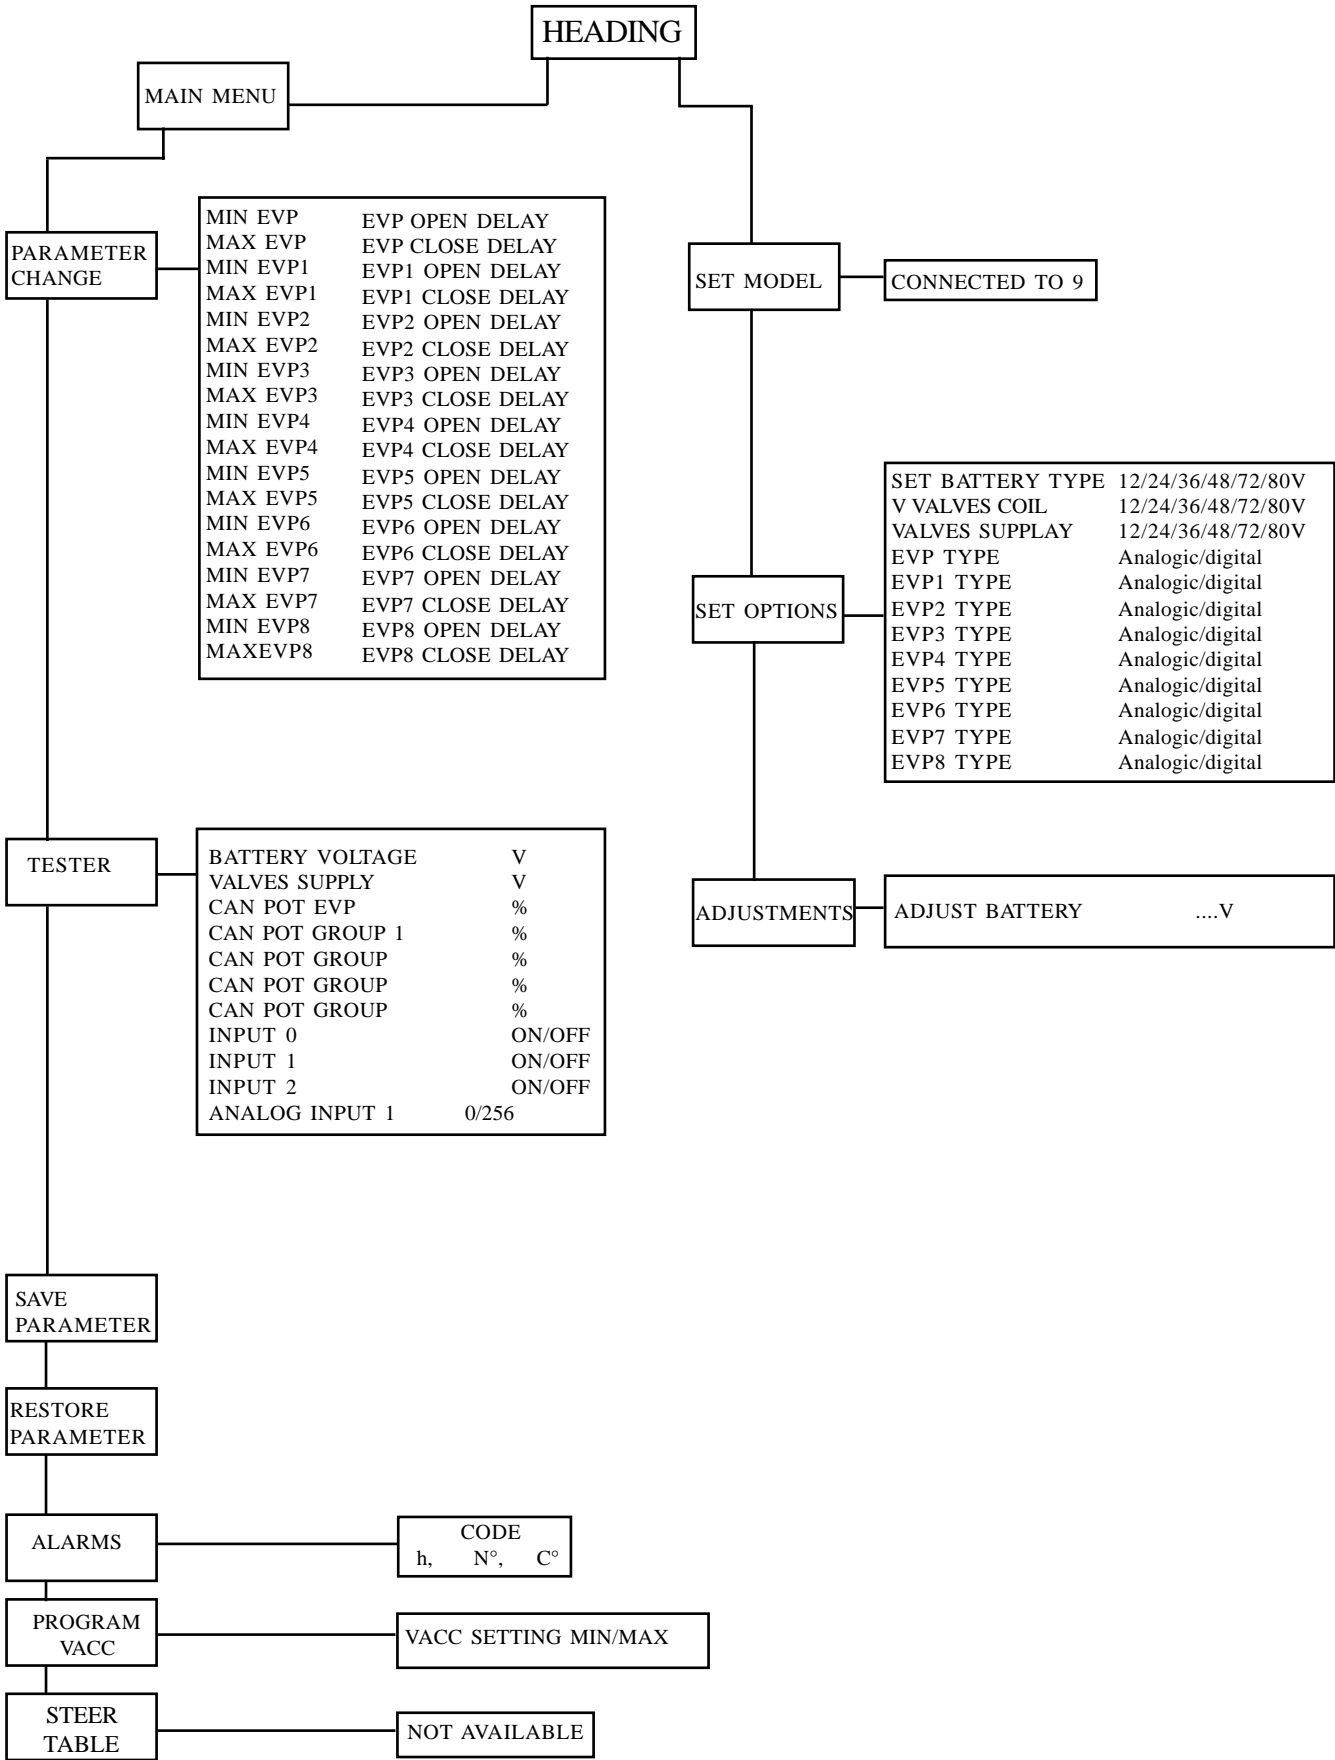 HEADING
MAIN MENU
PARAMETER
CHANGE
MIN EVP EVP OPEN DELAY
MAX EVP EVP CLOSE DELAY
MIN EVP1 EVP1 OPEN DELAY
MAX EVP1 EVP1 CLOSE DELAY
MIN EVP2 EVP2 OPEN DELAY
MAX EVP2 EVP2 CLOSE DELAY
MIN EVP3 EVP3 OPEN DELAY
MAX EVP3 EVP3 CLOSE DELAY
MIN EVP4 EVP4 OPEN DELAY
MAX EVP4 EVP4 CLOSE DELAY
MIN EVP5 EVP5 OPEN DELAY
MAX EVP5 EVP5 CLOSE DELAY
MIN EVP6 EVP6 OPEN DELAY
MAX EVP6 EVP6 CLOSE DELAY
MIN EVP7 EVP7 OPEN DELAY
MAX EVP7 EVP7 CLOSE DELAY
MIN EVP8 EVP8 OPEN DELAY
MAXEVP8 EVP8 CLOSE DELAY
SET MODEL
CONNECTED TO 9
SET OPTIONS
SET BATTERY TYPE 12/24/36/48/72/80V
V VALVES COIL 12/24/36/48/72/80V
VALVES SUPPLAY 12/24/36/48/72/80V
EVP TYPE Analogic/digital
EVP1 TYPE Analogic/digital
EVP2 TYPE Analogic/digital
EVP3 TYPE Analogic/digital
EVP4 TYPE Analogic/digital
EVP5 TYPE Analogic/digital
EVP6 TYPE Analogic/digital
EVP7 TYPE Analogic/digital
EVP8 TYPE Analogic/digital
TESTER
BATTERY VOLTAGE V
VALVES SUPPLY V
CAN POT EVP %
CAN POT GROUP 1 %
CAN POT GROUP %
CAN POT GROUP %
CAN POT GROUP %
INPUT 0 ON/OFF
INPUT 1 ON/OFF
INPUT 2 ON/OFF
ANALOG INPUT 1 0/256
ADJUSTMENTS
ADJUST BATTERY ....V
SAVE
PARAMETER
RESTORE
PARAMETER
ALARMS
CODE
h, N°, C°
PROGRAM
VACC
VACC SETTING MIN/MAX
STEER
TABLE
NOT AVAILABLE